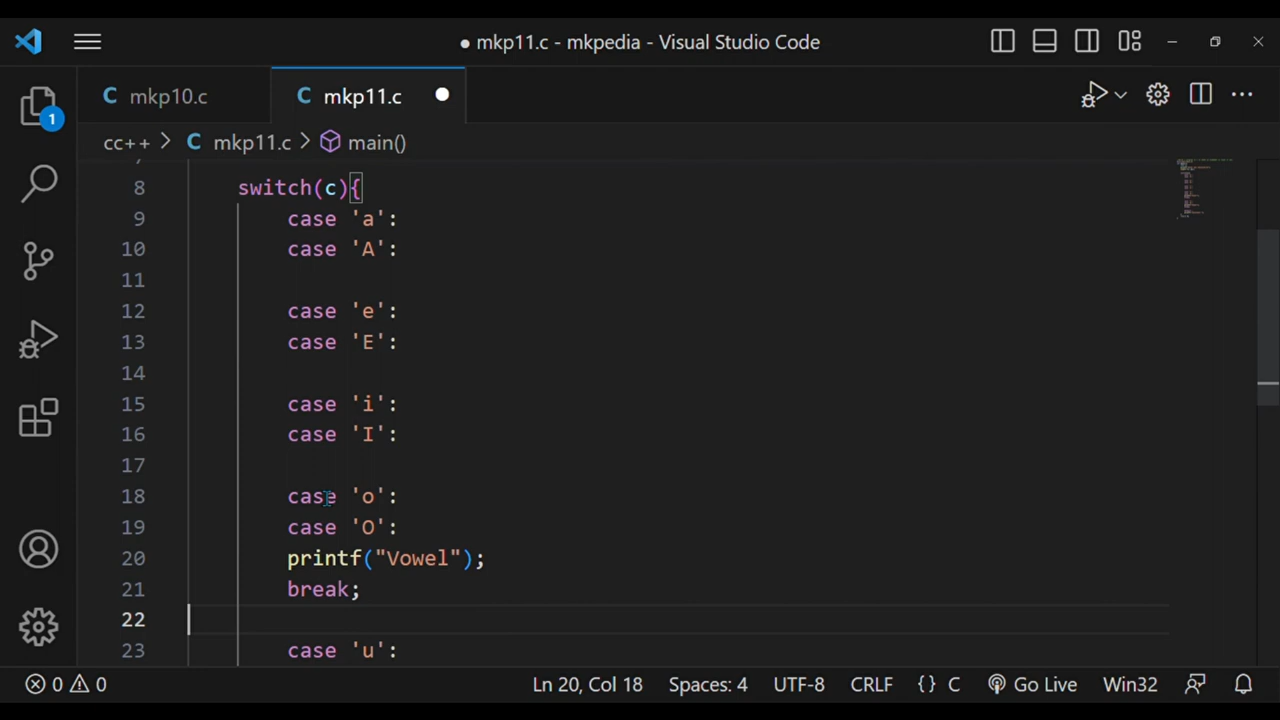 ● mkp11.c - mkpedia - Visual Studio Code
C mkp10.c
C mkp11.c
cc++ > C mkp11.c > main()
8 switch(c){
9 case 'a':
10 case 'A':
11
12 case 'e':
13 case 'E':
14
15 case 'i':
16 case 'I':
17
18 case 'o':
19 case 'O':
20 printf("Vowel");
21 break;
22
23 case 'u':
1
0 0 Ln 20, Col 18 Spaces: 4 UTF-8 CRLF {} C Go Live Win32